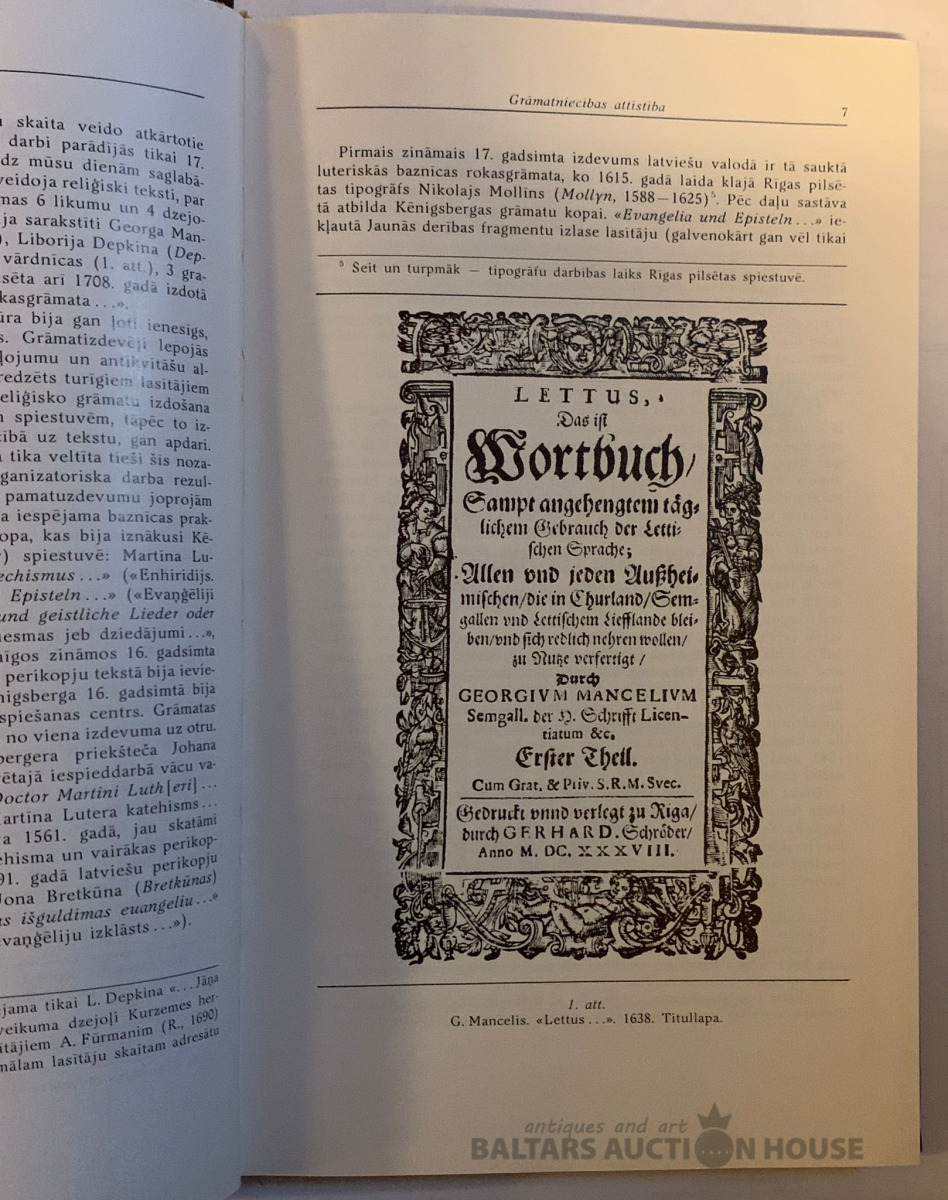 u skaita veido atkārtotie
darbi parādījās tikai 17.
dz mūsu dienām saglabā-
veidoja reliģiski teksti, par
mas 6 likumu un 4 dzejo-
ja sarakstīti Georga Man-
), Liborija Depkina (Dep-
vārdnīcas (1. att.), 3 gra-
sēta arī 1708. gadā izdotā
kasgrāmata ...».
ūra bija gan ļoti ienesīgs,
s. Grāmatizdevēji lepojās
ļojumu un antikvitāšu al-
redzēts turīgiem lasītājiem
eliģisko grāmatu izdošana
n spiestuvēm, tāpēc to iz-
cībā uz tekstu, gan apdari.
a tika veltīta tieši šīs noza-
rganizatoriska darba rezul-
pamatuzdevumu joprojām
a iespējama baznīcas prak-
opa, kas bija iznākusi Kē-
) spiestuvē: Martina Lu-
echismus ...» («Enhiridijs.
Episteln ...» («Evaņģēliji
und geistliche Lieder oder
iesmas jeb dziedājumi ...»,
nīgos zināmos 16. gadsimta
perikopju tekstā bija ievie-
nigsberga 16. gadsimtā bija
spiešanas centrs. Grāmatas
no viena izdevuma uz otru.
bergera priekšteča Johana
ētajā iespieddarbā vācu va-
Doctor Martini Luth[eri] ...
Martina Lutera katehisms ...
a 1561. gadā, jau skatāmi
ehisma un vairākas perikop-
91. gadā latviešu perikopju
Jona Bretkūna (Bretkūnas)
as išguldimas euangeliu ...»
evaņģēliju izklāsts ...»).
jama tikai L. Depkina «... Jāņa
veikuma dzejoļi Kurzemes her-
ītājiem A. Fūrmanim (R., 1690)
mālam lasītāju skaitam adresātu
Grāmatniecības attīstība 7
Pirmais zināmais 17. gadsimta izdevums latviešu valodā ir tā sauktā
luteriskās baznīcas rokasgrāmata, ko 1615. gadā laida klajā Rīgas pilsē-
tas tipogrāfs Nikolajs Mollīns (Mollyn, 1588—1625)⁵. Pēc daļu sastāva
tā atbilda Kēnigsbergas grāmatu kopai. «Evangelia und Episteln ...» ie-
kļautā Jaunās derības fragmentu izlase lasītāju (galvenokārt gan vēl tikai
⁵ Šeit un turpmāk — tipogrāfu darbības laiks Rīgas pilsētas spiestuvē.
LETTUS,
Das ist
Wortbuch/
Sampt angehengtem täg-
lichem Gebrauch der Letti-
schen Sprache;
Allen vnd jeden Außhei-
mischen/die in Churland/Sem-
gallen vnd Lettischem Liefflande blei-
ben/vnd sich redlich nehren wollen/
zu Nutze verfertigt/
Durch
GEORGIVM MANCELIVM
Semgall. der H. Schrifft Licen-
tiatum &c.
Erster Theil.
Cum Grat. & Priv. S.R.M. Svec.
Gedruckt vnnd verlegt zu Riga/
durch GERHARD. Schröder/
Anno M. DC. XXXVIII.
1. att.
G. Mancelis. «Lettus ...». 1638. Titullapa.
antiques and art
BALTARS AUCTION HOUSE